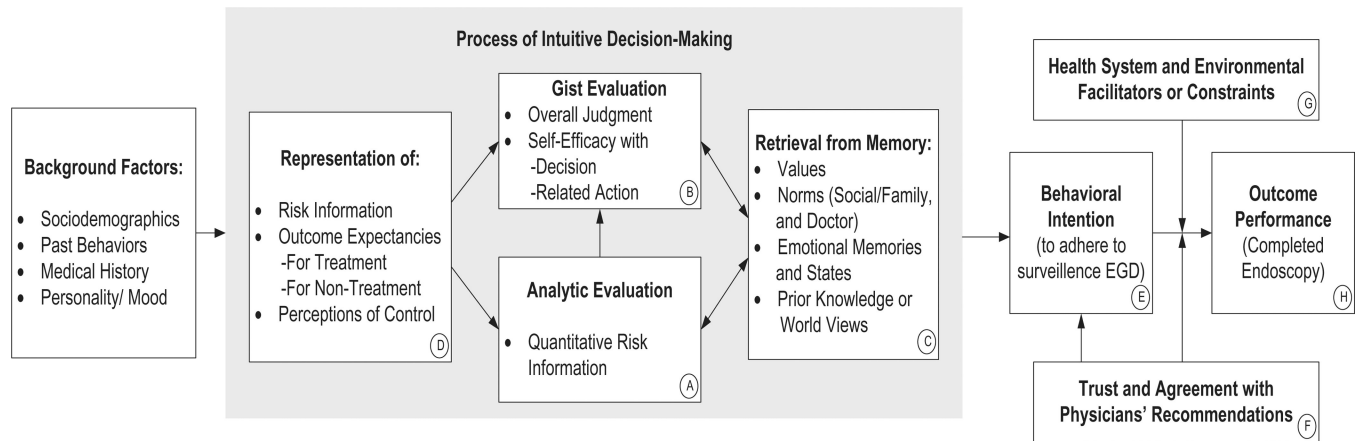 Process of Intuitive Decision-Making
Background Factors:
• Sociodemographics
• Past Behaviors
• Medical History
• Personality/ Mood
Representation of:
• Risk Information
• Outcome Expectancies
-For Treatment
-For Non-Treatment
• Perceptions of Control
D
Gist Evaluation
• Overall Judgment
• Self-Efficacy with
-Decision
-Related Action
B
Analytic Evaluation
• Quantitative Risk
Information
A
Retrieval from Memory:
• Values
• Norms (Social/Family,
and Doctor)
• Emotional Memories
and States
• Prior Knowledge or
World Views
C
Health System and Environmental
Facilitators or Constraints
G
Behavioral
Intention
(to adhere to
surveillence EGD)
E
Outcome
Performance
(Completed
Endoscopy)
H
Trust and Agreement with
Physicians' Recommendations
F